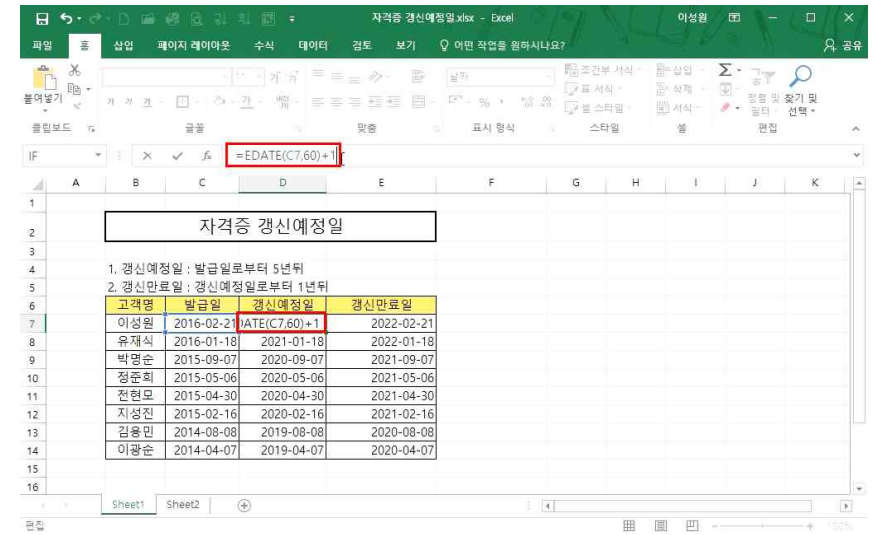 자격증 갱신예정일.xlsx - Excel
이성원
파일 홈 삽입 페이지 레이아웃 수식 데이터 검토 보기 어떤 작업을 원하시나요? 공유
붙여넣기
가 가 가
가 가
날짜
조건부 서식
표 서식
셀 스타일
삽입
삭제
서식
정렬 및 필터
찾기 및 선택
클립보드 글꼴 맞춤 표시 형식 스타일 셀 편집
IF fx =EDATE(C7,60)+1
A B C D E F G H I J K
1
2 자격증 갱신예정일
3
4 1. 갱신예정일 : 발급일로부터 5년뒤
5 2. 갱신만료일 : 갱신예정일로부터 1년뒤
6 고객명 발급일 갱신예정일 갱신만료일
7 이성원 2016-02-21 DATE(C7,60)+1 2022-02-21
8 유재식 2016-01-18 2021-01-18 2022-01-18
9 박명순 2015-09-07 2020-09-07 2021-09-07
10 정준희 2015-05-06 2020-05-06 2021-05-06
11 전현모 2015-04-30 2020-04-30 2021-04-30
12 지성진 2015-02-16 2020-02-16 2021-02-16
13 김용민 2014-08-08 2019-08-08 2020-08-08
14 이광순 2014-04-07 2019-04-07 2020-04-07
15
16
Sheet1 Sheet2
편집 100%